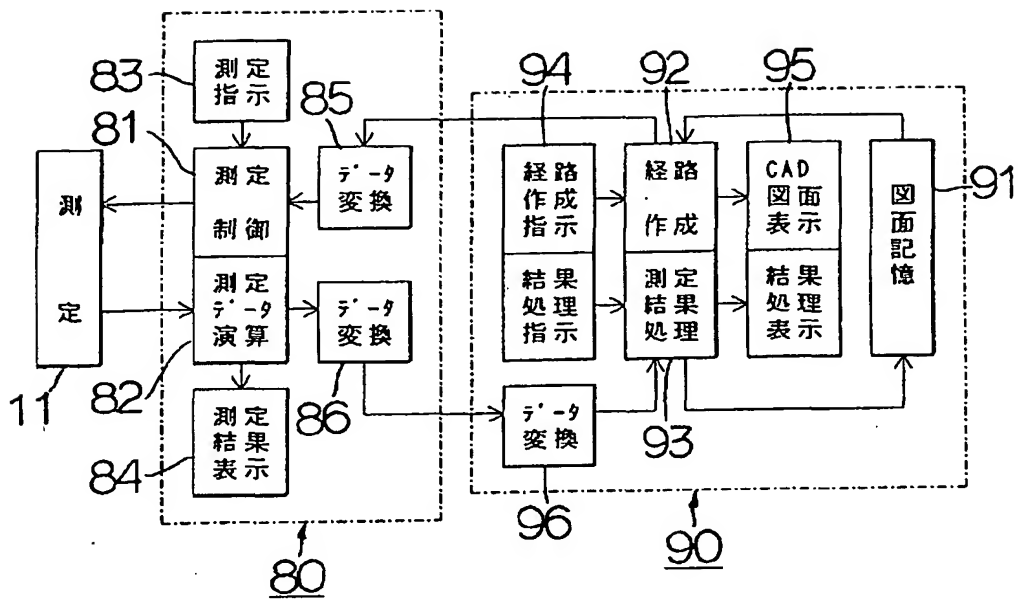 83
測定
指示
85
94
92
95
81
測定
制御
データ
変換
経路
作成
指示
経路
作成
CAD
図面
表示
図面記憶
91
測定
測定
データ
演算
データ
変換
結果
処理
指示
測定
結果
処理
結果
処理
表示
11
82
86
測定
結果
表示
84
データ
変換
93
96
80
90